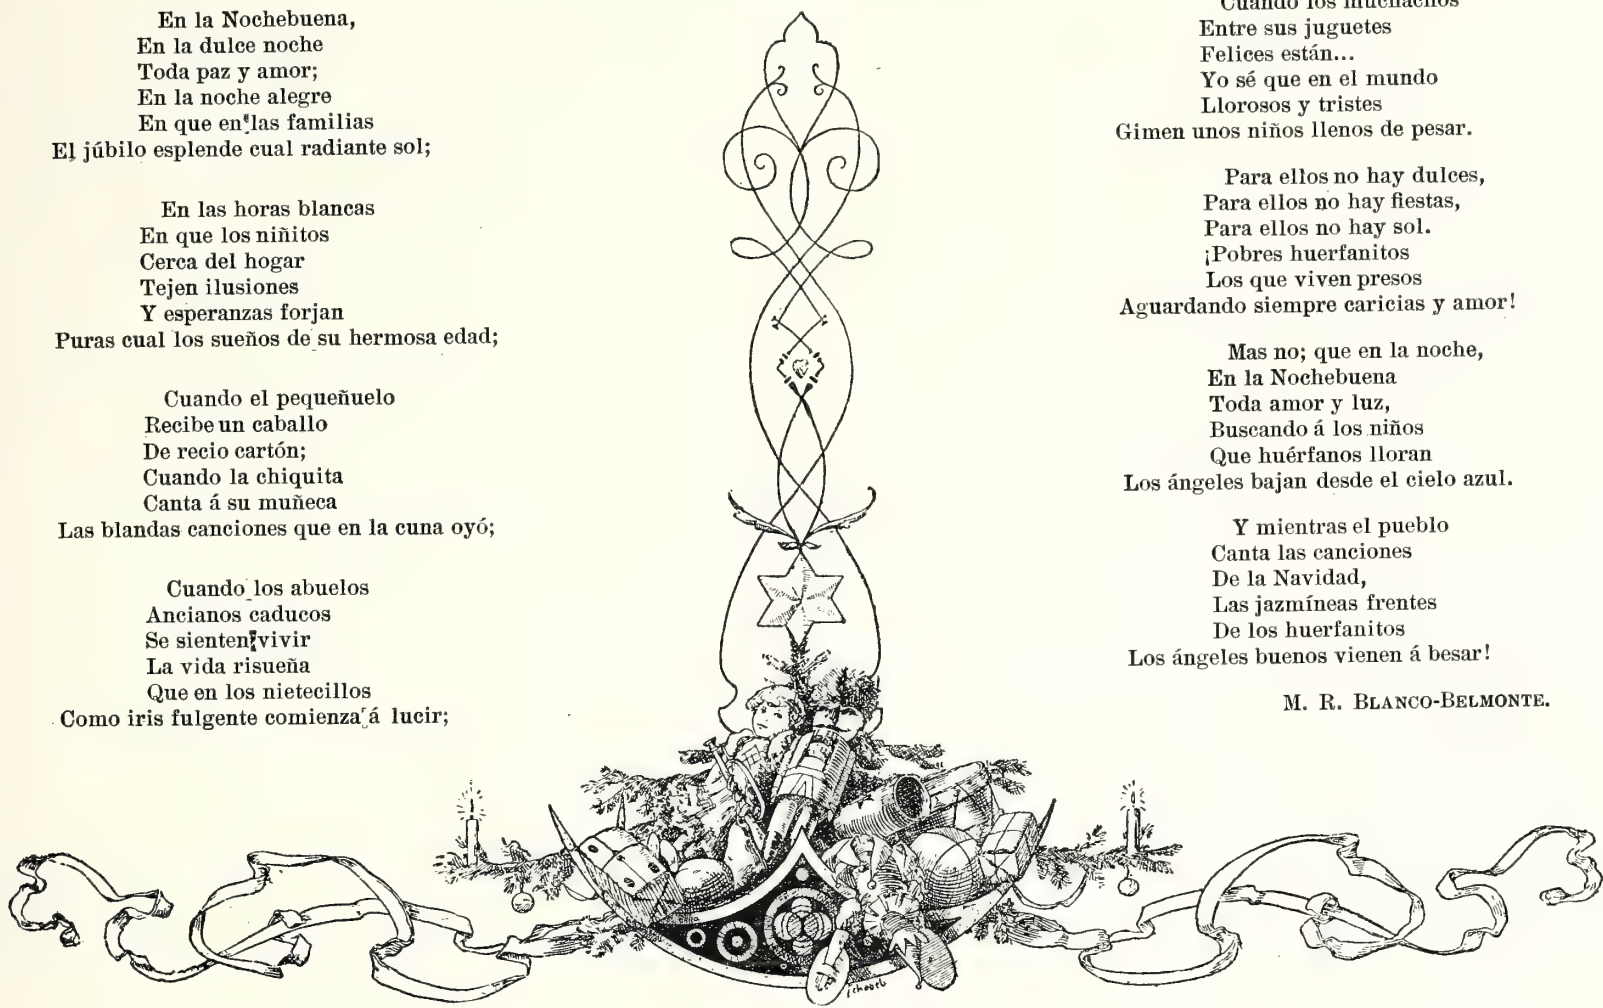 En la Nochebuena,
En la dulce noche
Toda paz y amor;
En la noche alegre
En que en las familias
El júbilo esplende cual radiante sol;
En las horas blancas
En que los niñitos
Cerca del hogar
Tejen ilusiones
Y esperanzas forjan
Puras cual los sueños de su hermosa edad;
Cuando el pequeñuelo
Recibe un caballo
De recio cartón;
Cuando la chiquita
Canta á su muñeca
Las blandas canciones que en la cuna oyó;
Cuando los abuelos
Ancianos caducos
Se sienten vivir
La vida risueña
Que en los nietecillos
Como iris fulgente comienza á lucir;
Cuando los muchachos
Entre sus juguetes
Felices están...
Yo sé que en el mundo
Llorosos y tristes
Gimen unos niños llenos de pesar.
Para ellos no hay dulces,
Para ellos no hay fiestas,
Para ellos no hay sol.
¡Pobres huerfanitos
Los que viven presos
Aguardando siempre caricias y amor!
Mas no; que en la noche,
En la Nochebuena
Toda amor y luz,
Buscando á los niños
Que huérfanos lloran
Los ángeles bajan desde el cielo azul.
Y mientras el pueblo
Canta las canciones
De la Navidad,
Las jazmíneas frentes
De los huerfanitos
Los ángeles buenos vienen á besar!
M. R. BLANCO-BELMONTE.